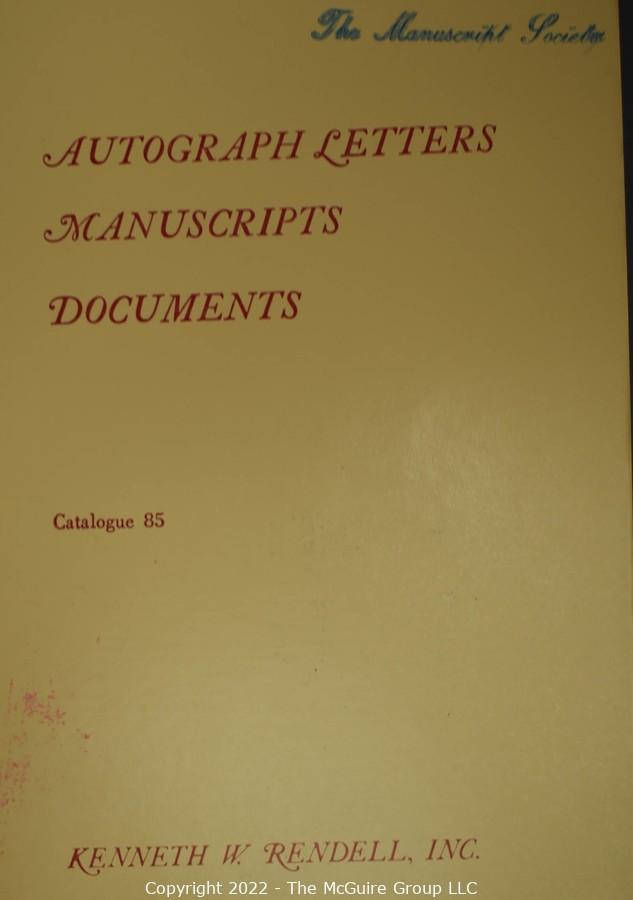 The Manuscript Society
AUTOGRAPH LETTERS
MANUSCRIPTS
DOCUMENTS
Catalogue 85
KENNETH W. RENDELL, INC.
Copyright 2022 - The McGuire Group LLC